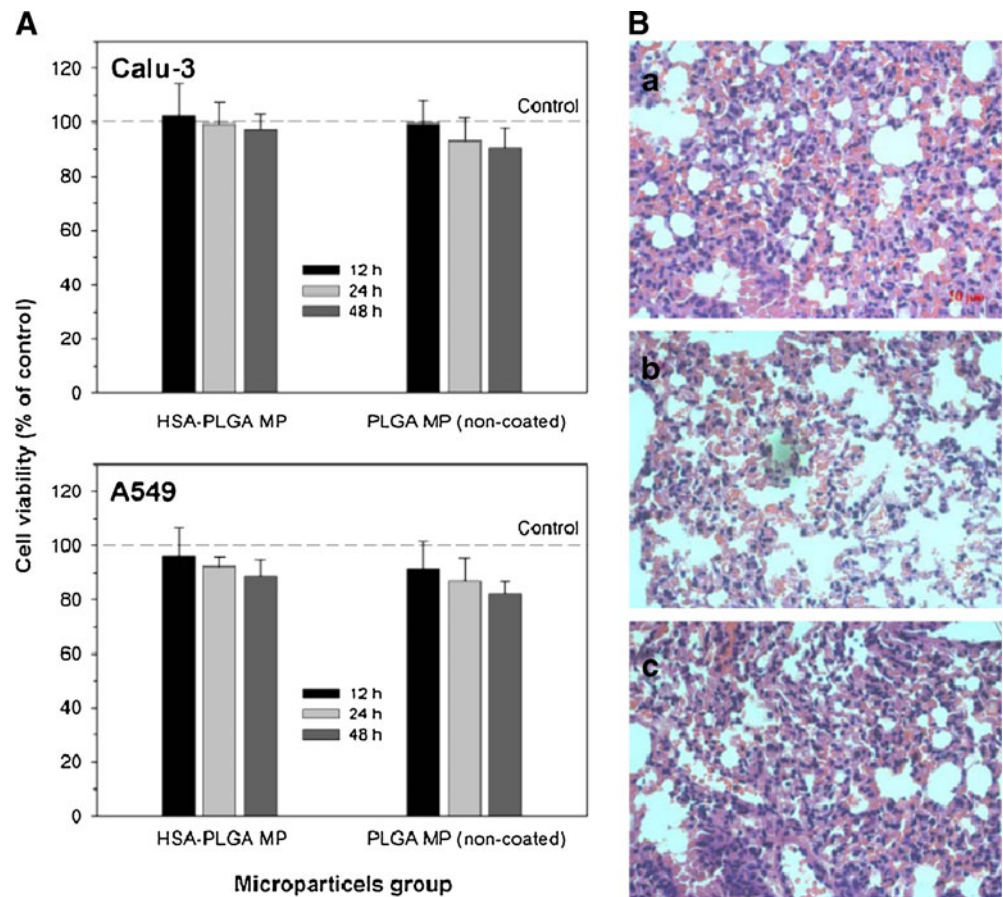 A
Calu-3
Control
120
100
80
60
40
20
0
12 h
24 h
48 h
HSA-PLGA MP
PLGA MP (non-coated)
A549
Control
120
100
80
60
40
20
0
12 h
24 h
48 h
HSA-PLGA MP
PLGA MP (non-coated)
Cell viability (% of control)
Microparticels group
B
a
10 µm
b
c